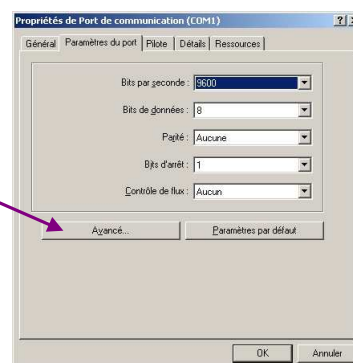 Propriétés de Port de communication (COM1)
Général Paramètres du port Pilote Détails Ressources
Bits par seconde : 9600
Bits de données : 8
Parité : Aucune
Bits d'arrêt : 1
Contrôle de flux : Aucun
Avancé... Paramètres par défaut
OK Annuler